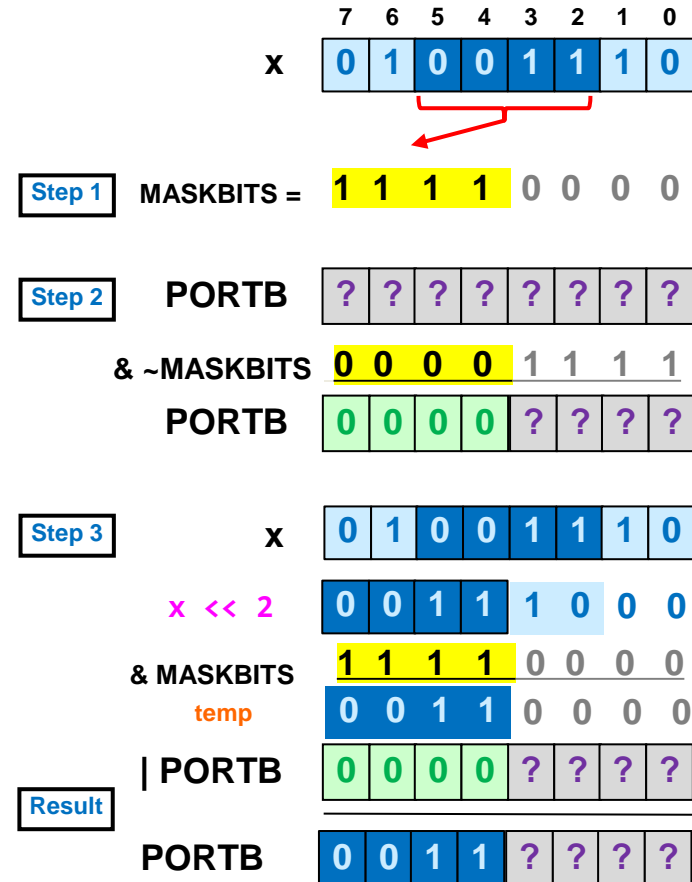 7 6 5 4 3 2 1 0
x 0 1 0 0 1 1 1 0
Step 1 MASKBITS = 1 1 1 1 0 0 0 0
Step 2 PORTB ? ? ? ? ? ? ? ?
& ~MASKBITS 0 0 0 0 1 1 1 1
PORTB 0 0 0 0 ? ? ? ?
Step 3 x 0 1 0 0 1 1 1 0
x << 2 0 0 1 1 1 0 0 0
& MASKBITS 1 1 1 1 0 0 0 0
temp 0 0 1 1 0 0 0 0
| PORTB 0 0 0 0 ? ? ? ?
Result
PORTB 0 0 1 1 ? ? ? ?